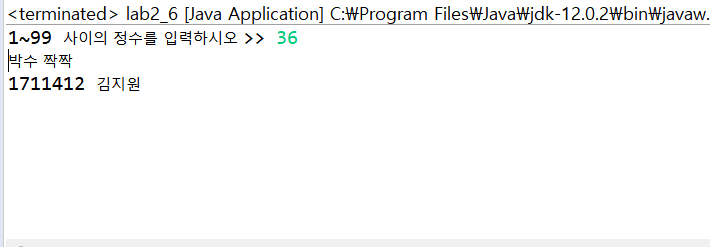 <terminated> lab2_6 [Java Application] C:₩Program Files₩Java₩jdk-12.0.2₩bin₩javaw.
1~99 사이의 정수를 입력하시오 >> 36
박수 짝짝
1711412 김지원